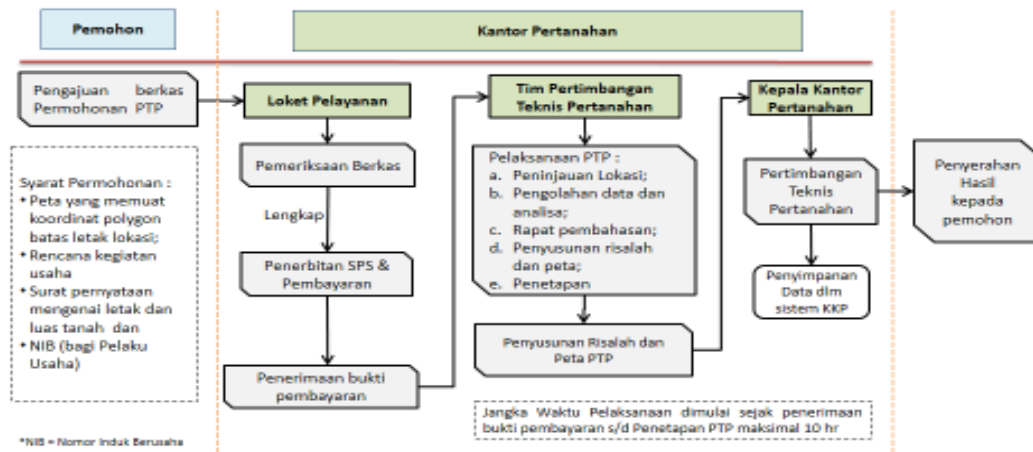 Pemohon
Kantor Pertanahan
Pengajuan berkas
Permohonan PTP
Syarat Permohonan :
• Peta yang memuat
koordinat polygon
batas letak lokasi;
• Rencana kegiatan
usaha
• Surat pernyataan
mengenai letak dan
luas tanah dan
• NIB (bagi Pelaku
Usaha)
*NIB = Nomor Induk Berusaha
Loket Pelayanan
Pemeriksaan Berkas
Lengkap
Penerbitan SPS &
Pembayaran
Penerimaan bukti
pembayaran
Tim Pertimbangan
Teknis Pertanahan
Pelaksanaan PTP :
a. Peninjauan Lokasi;
b. Pengolahan data dan
analisa;
c. Rapat pembahasan;
d. Penyusunan risalah
dan peta;
e. Penetapan
Penyusunan Risalah dan
Peta PTP
Kepala Kantor
Pertanahan
Pertimbangan
Teknis
Pertanahan
Penyimpanan
Data dlm
sistem KKP
Penyerahan
Hasil
kepada
pemohon
Jangka Waktu Pelaksanaan dimulai sejak penerimaan
bukti pembayaran s/d Penetapan PTP maksimal 10 hr